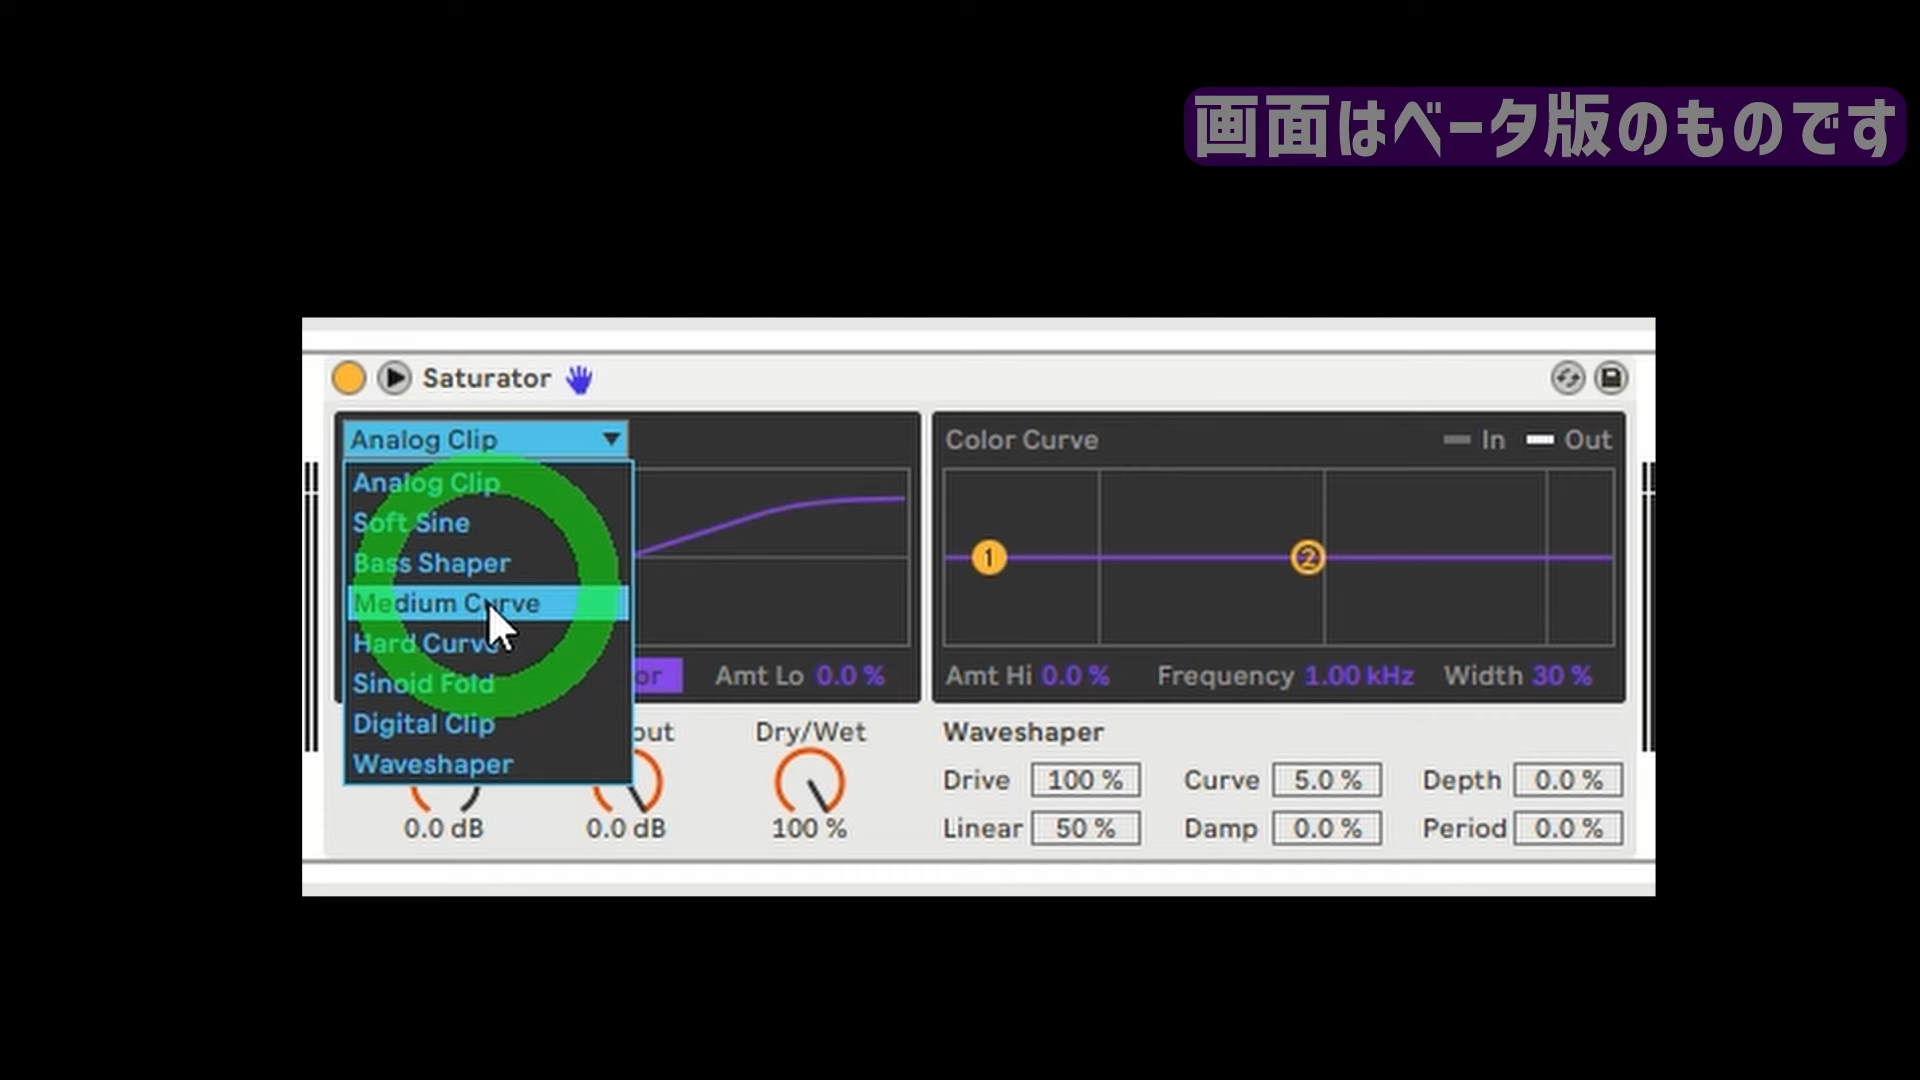 画面はベータ版のものです
Saturator
Analog Clip
Analog Clip
Soft Sine
Bass Shaper
Medium Curve
Hard Curve
Sinoid Fold
Digital Clip
Waveshaper
Amt Lo 0.0 %
Color Curve In Out
1 2
Amt Hi 0.0 % Frequency 1.00 kHz Width 30 %
Dry/Wet
0.0 dB 0.0 dB 100 %
Waveshaper
Drive 100 % Curve 5.0 % Depth 0.0 %
Linear 50 % Damp 0.0 % Period 0.0 %